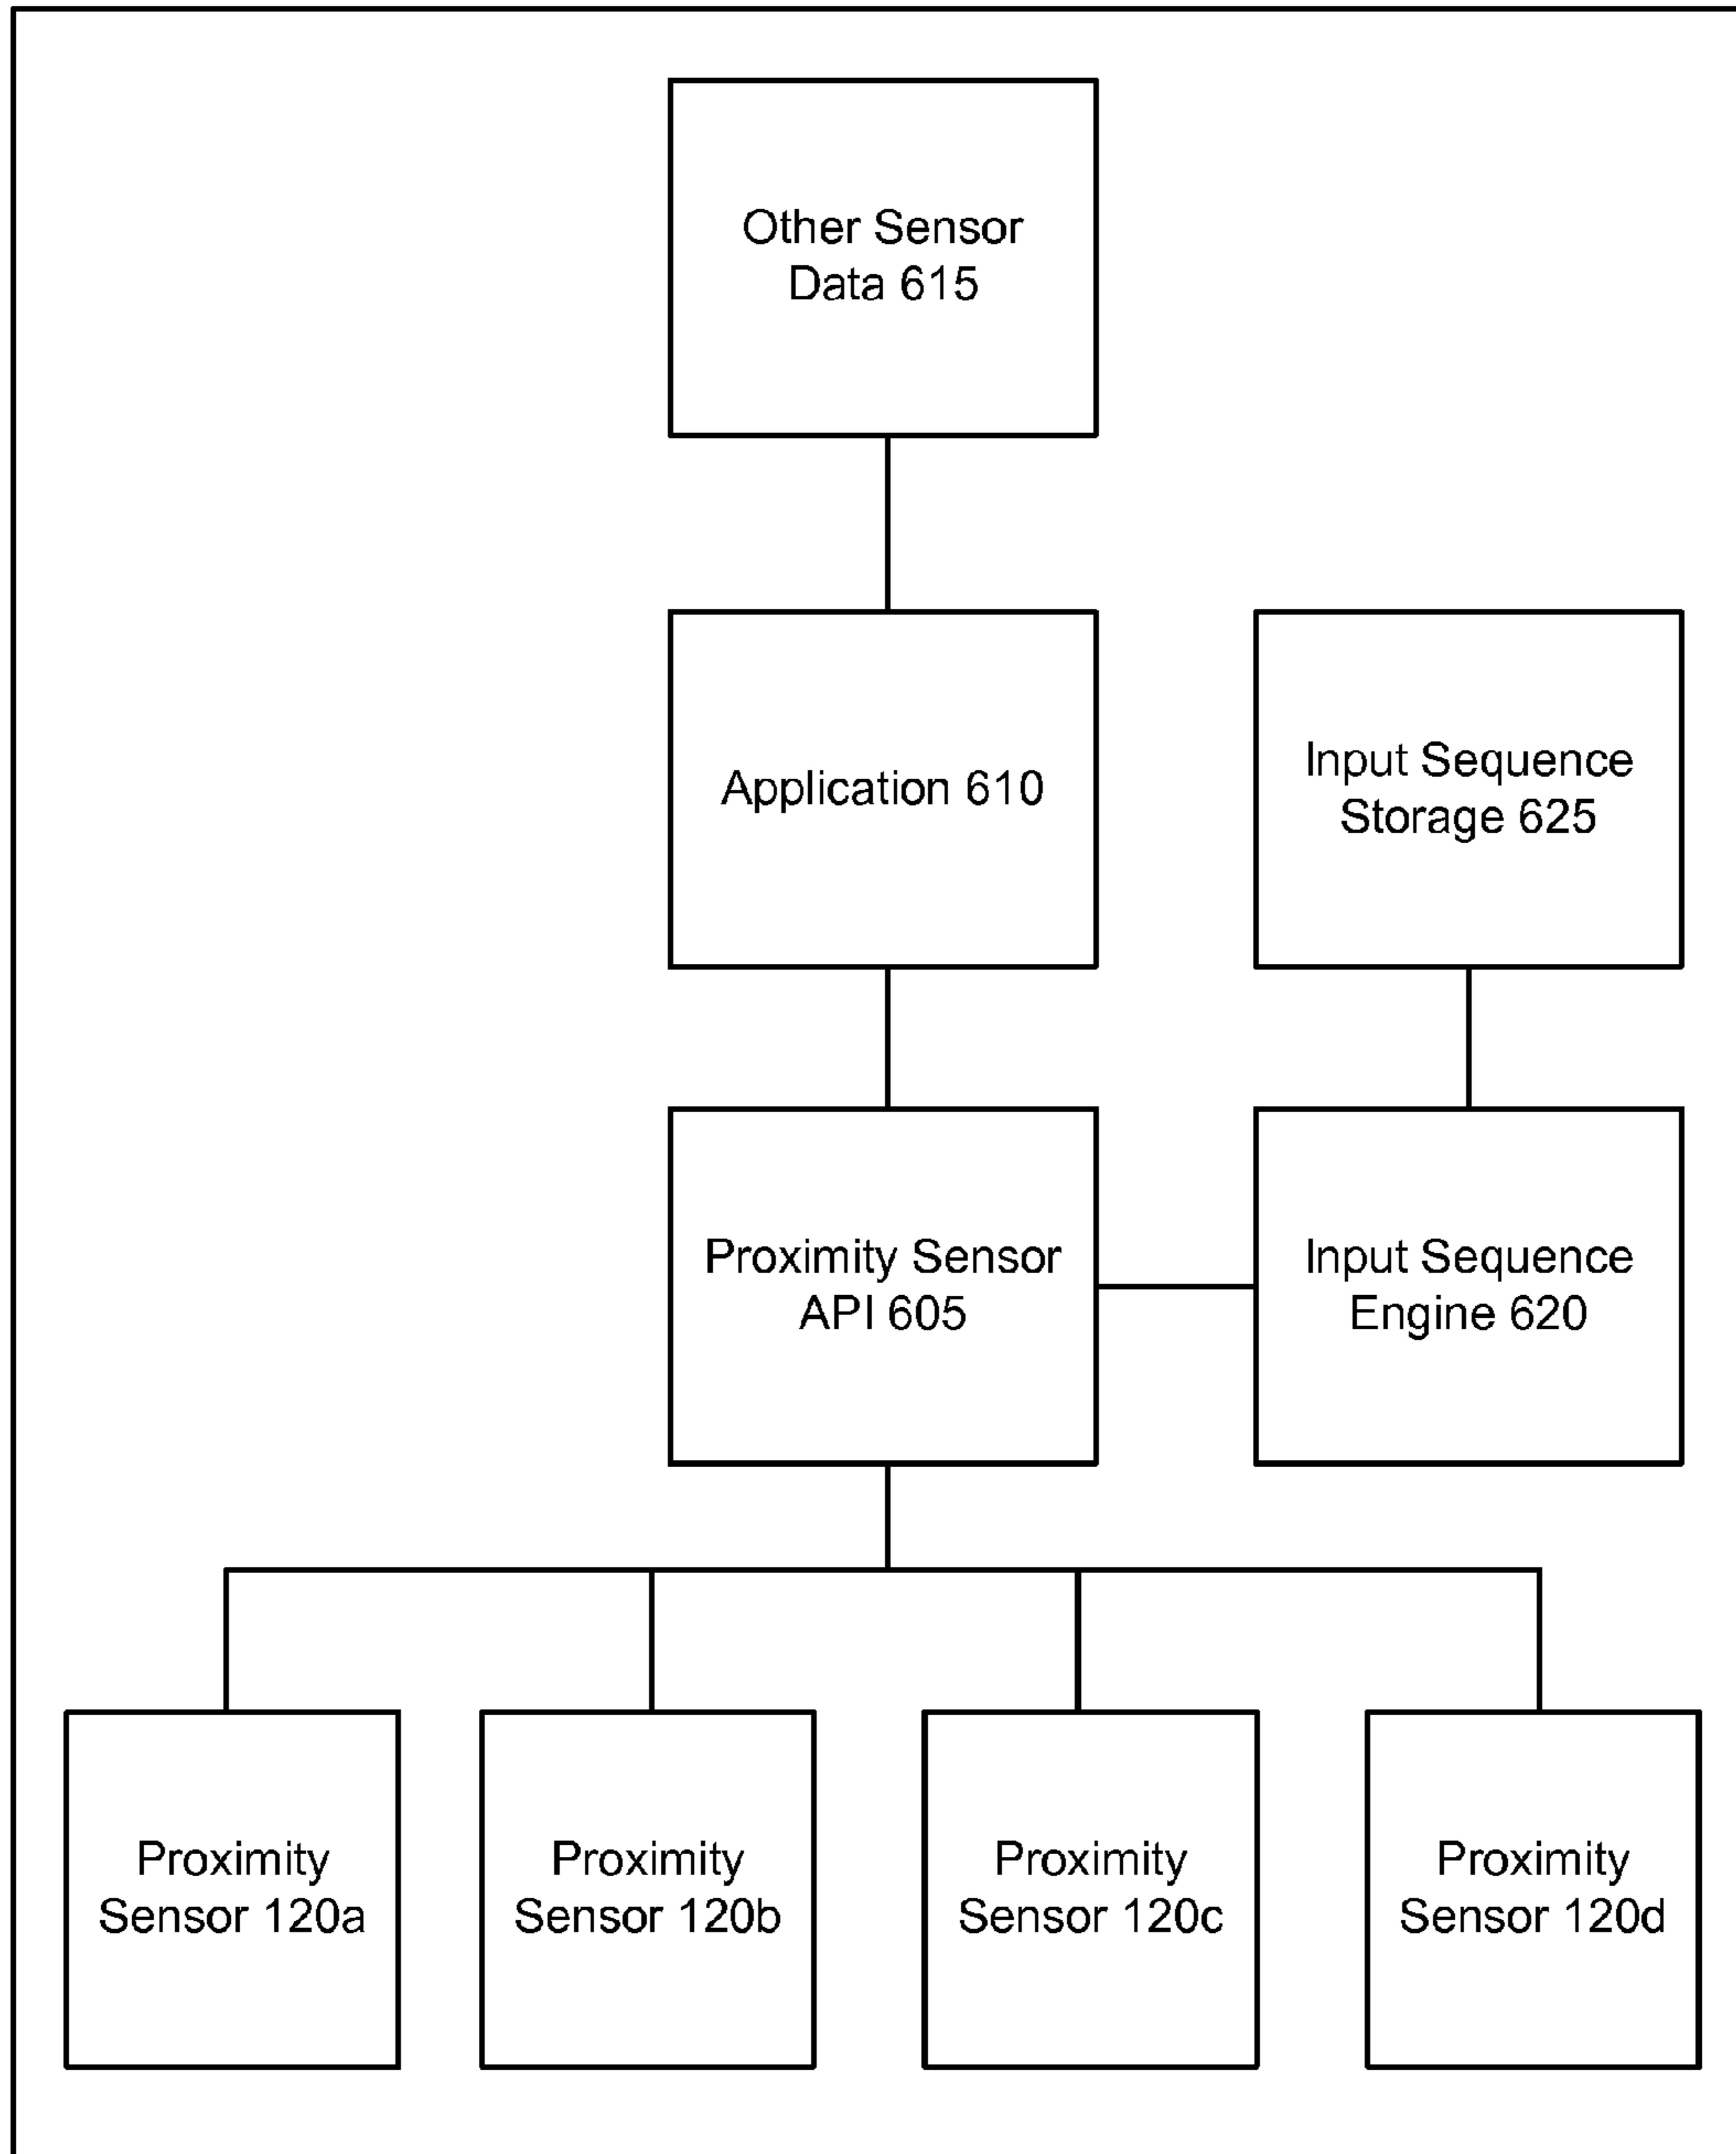 Other Sensor
Data 615
Application 610
Input Sequence
Storage 625
Proximity Sensor
API 605
Input Sequence
Engine 620
Proximity
Sensor 120a
Proximity
Sensor 120b
Proximity
Sensor 120c
Proximity
Sensor 120d